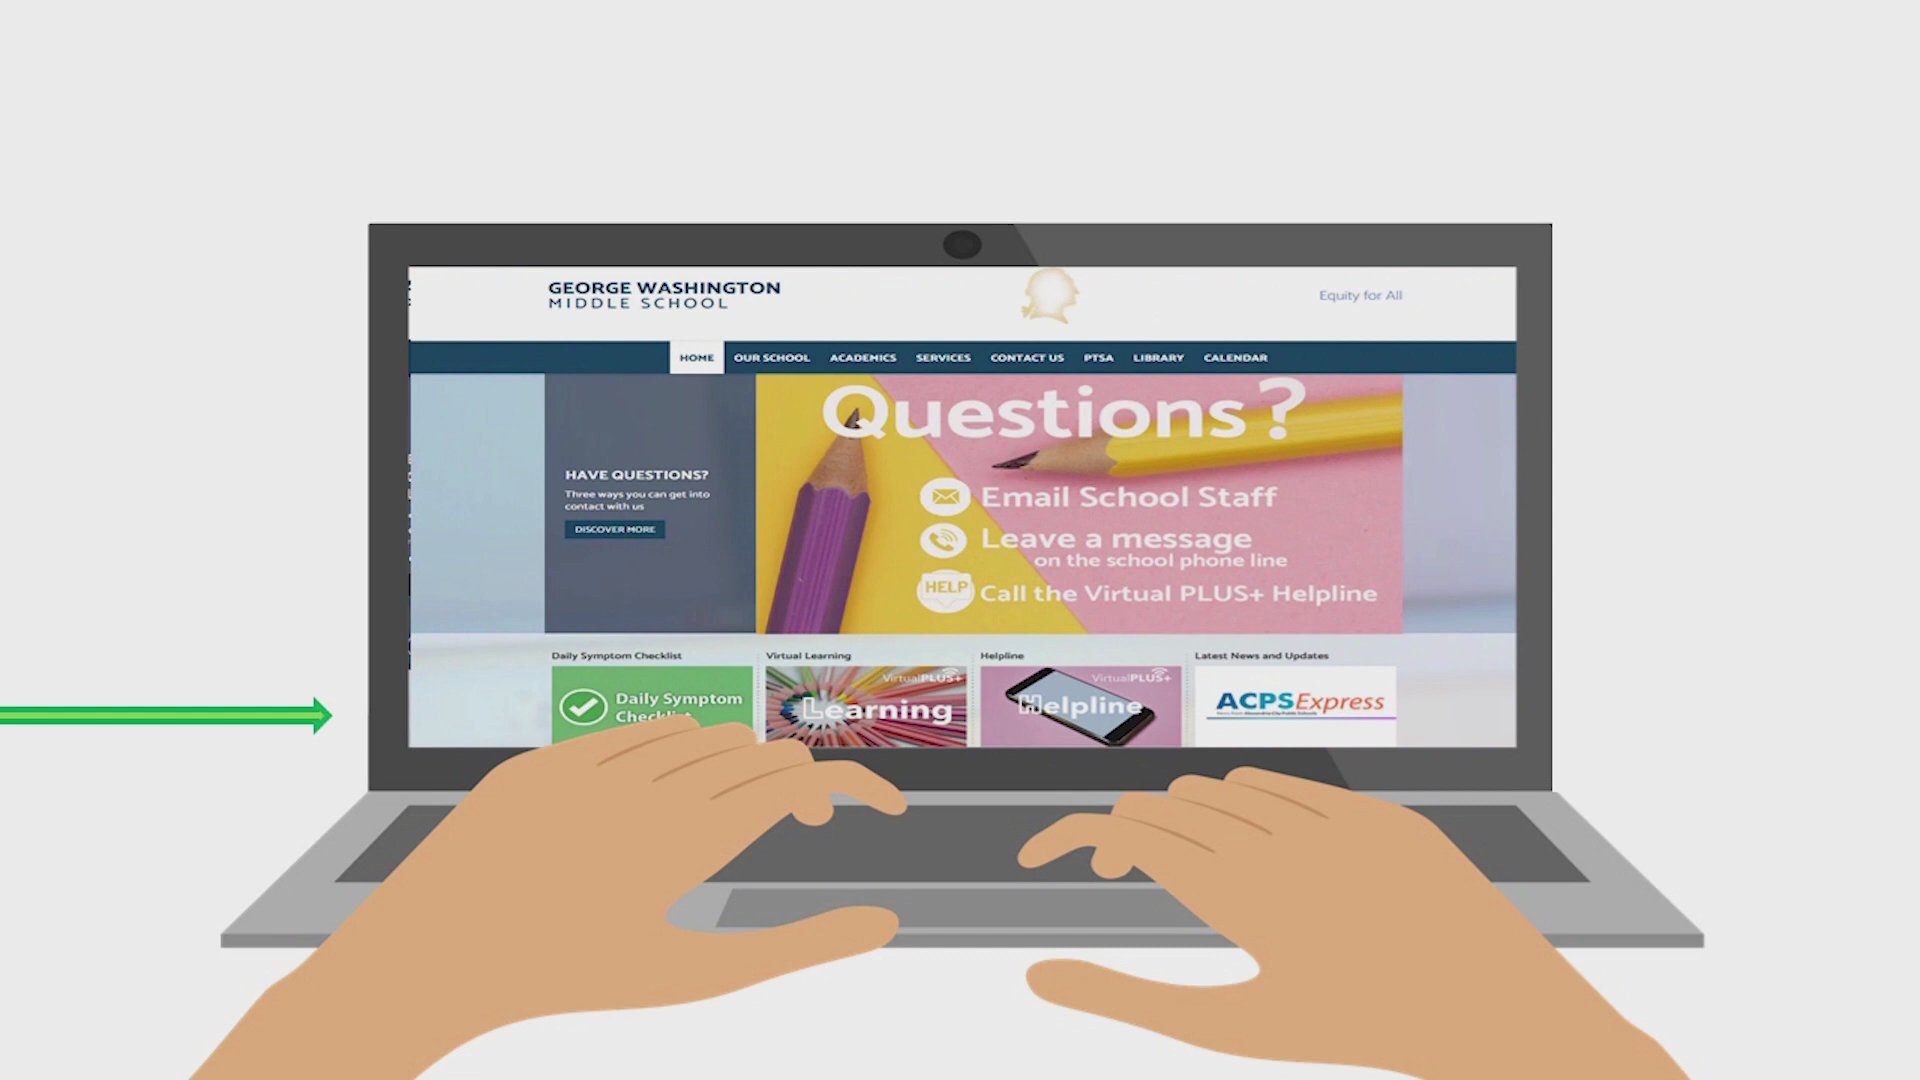 GEORGE WASHINGTON
MIDDLE SCHOOL
Equity for All
HOME OUR SCHOOL ACADEMICS SERVICES CONTACT US PTSA LIBRARY CALENDAR
Questions?
HAVE QUESTIONS?
Three ways you can get into
contact with us
DISCOVER MORE
Email School Staff
Leave a message
on the school phone line
HELP Call the Virtual PLUS+ Helpline
Daily Symptom Checklist
Daily Symptom
Checklist
Virtual Learning
VirtualPLUS+
Learning
Helpline
VirtualPLUS+
Helpline
Latest News and Updates
ACPSExpress